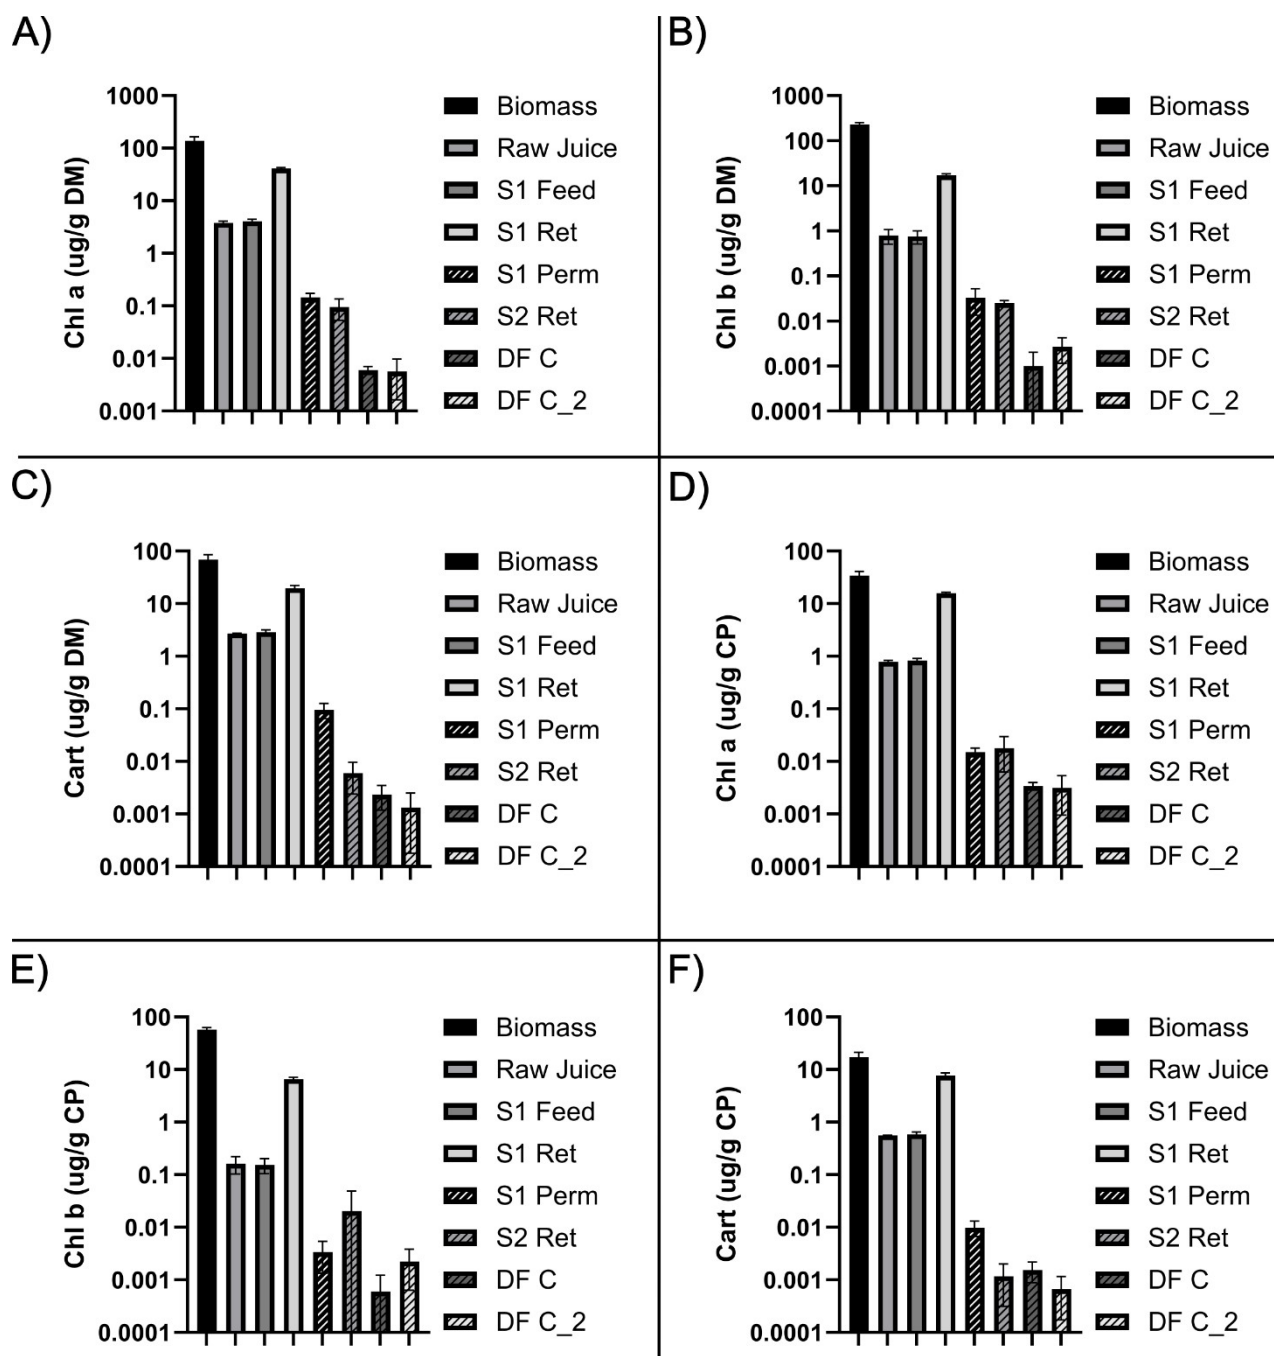 A)
1000
100
10
1
0.1
0.01
0.001
Chl a (ug/g DM)
Biomass
Raw Juice
S1 Feed
S1 Ret
S1 Perm
S2 Ret
DF C
DF C_2
B)
1000
100
10
1
0.1
0.01
0.001
0.0001
Chl b (ug/g DM)
Biomass
Raw Juice
S1 Feed
S1 Ret
S1 Perm
S2 Ret
DF C
DF C_2
C)
100
10
1
0.1
0.01
0.001
0.0001
Cart (ug/g DM)
Biomass
Raw Juice
S1 Feed
S1 Ret
S1 Perm
S2 Ret
DF C
DF C_2
D)
100
10
1
0.1
0.01
0.001
0.0001
Chl a (ug/g CP)
Biomass
Raw Juice
S1 Feed
S1 Ret
S1 Perm
S2 Ret
DF C
DF C_2
E)
100
10
1
0.1
0.01
0.001
0.0001
Chl b (ug/g CP)
Biomass
Raw Juice
S1 Feed
S1 Ret
S1 Perm
S2 Ret
DF C
DF C_2
F)
100
10
1
0.1
0.01
0.001
0.0001
Cart (ug/g CP)
Biomass
Raw Juice
S1 Feed
S1 Ret
S1 Perm
S2 Ret
DF C
DF C_2